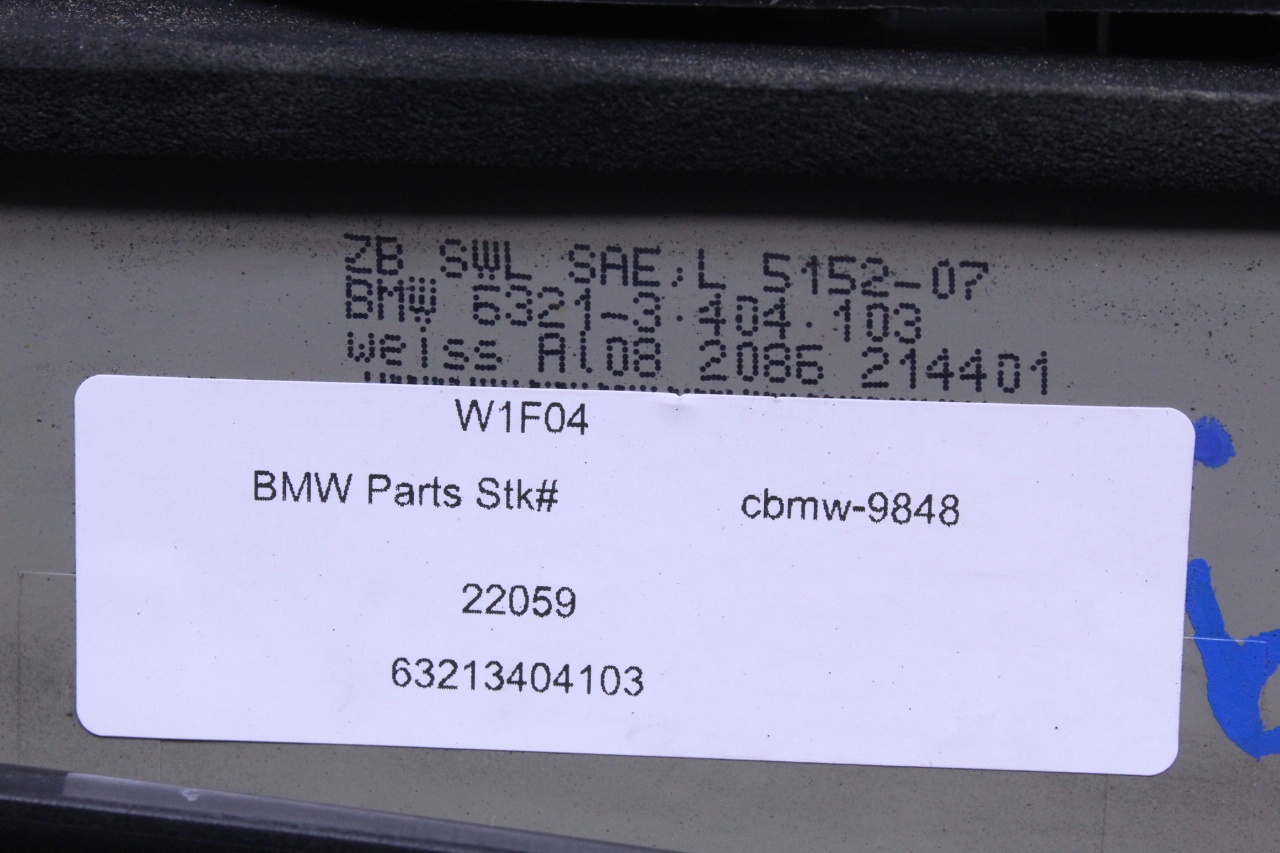 ZB SWL SAE,L 5152-07
BMW 6321-3.404.103
weiss Al08 2086 214401
W1F04
BMW Parts Stk# cbmw-9848
22059
63213404103